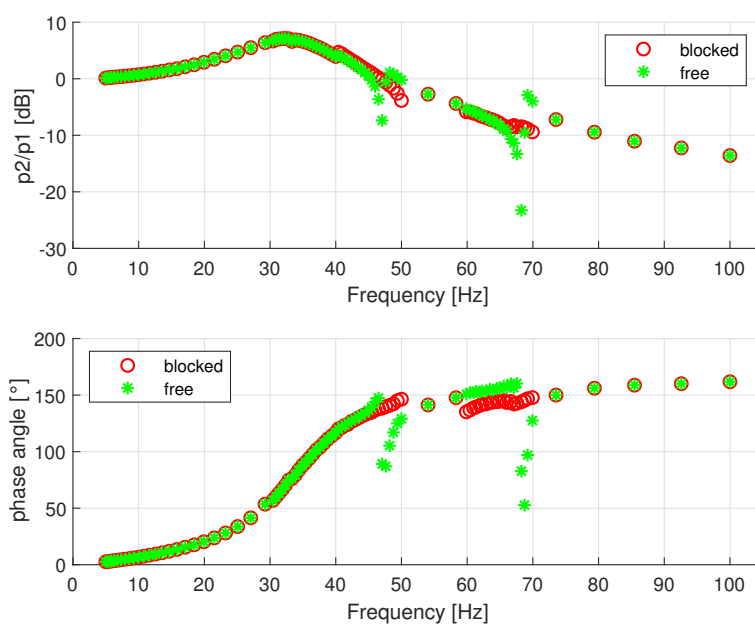 10
0
-10
-20
-30
p2/p1 [dB]
blocked
free
0 10 20 30 40 50 60 70 80 90 100
Frequency [Hz]
200
150
100
50
0
phase angle [°]
blocked
free
0 10 20 30 40 50 60 70 80 90 100
Frequency [Hz]